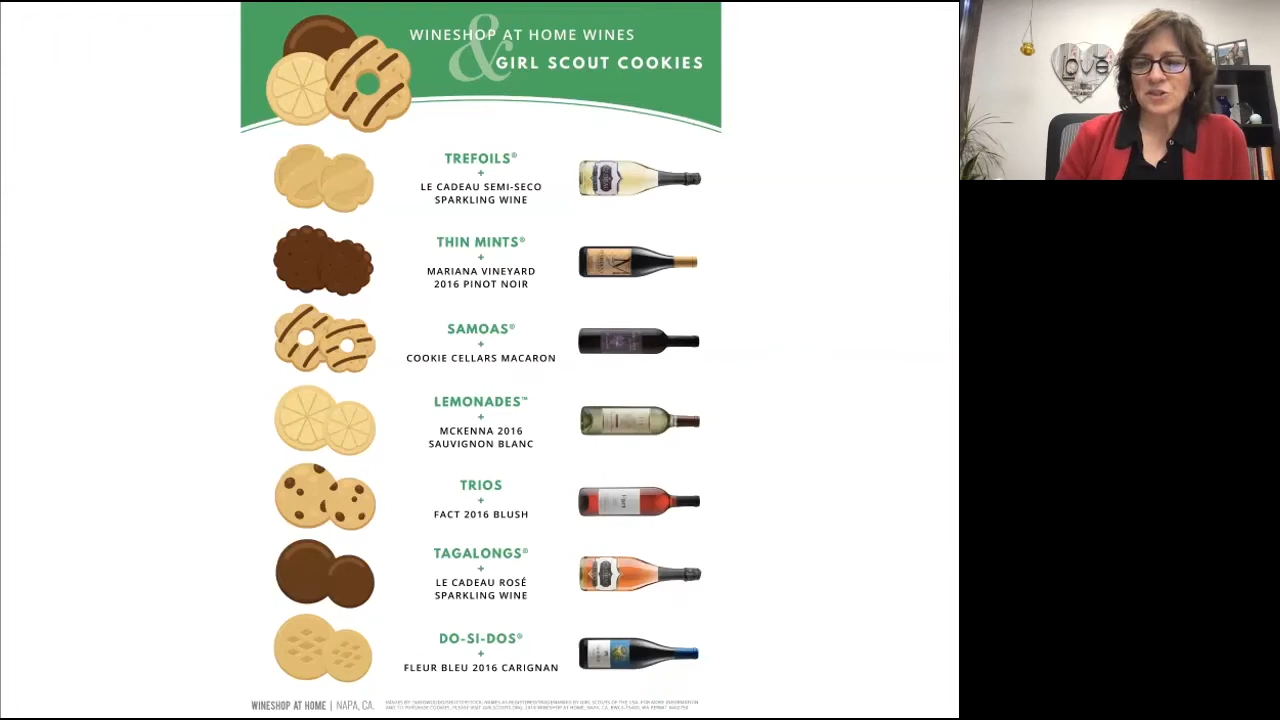 WINESHOP AT HOME WINES
&
GIRL SCOUT COOKIES
TREFOILS®
+
LE CADEAU SEMI-SECO
SPARKLING WINE
THIN MINTS®
+
MARIANA VINEYARD
2016 PINOT NOIR
SAMOAS®
+
COOKIE CELLARS MACARON
LEMONADES™
+
MCKENNA 2016
SAUVIGNON BLANC
TRIOS
+
FACT 2016 BLUSH
TAGALONGS®
+
LE CADEAU ROSÉ
SPARKLING WINE
DO-SI-DOS®
+
FLEUR BLEU 2016 CARIGNAN
WINESHOP AT HOME | NAPA, CA.
love
M